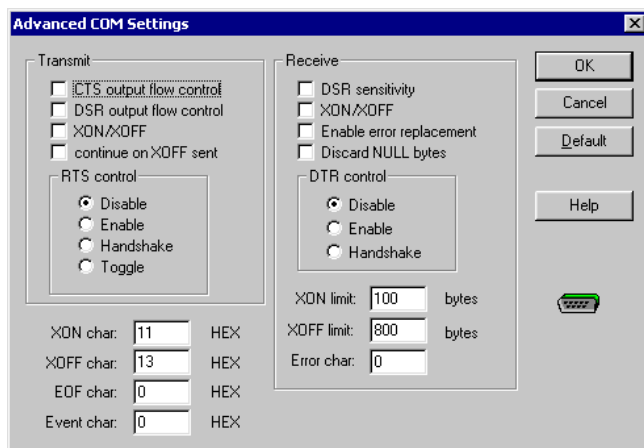 Advanced COM Settings
Transmit
CTS output flow control
DSR output flow control
XON/XOFF
continue on XOFF sent
RTS control
Disable
Enable
Handshake
Toggle
XON char: 11 HEX
XOFF char: 13 HEX
EOF char: 0 HEX
Event char: 0 HEX
Receive
DSR sensitivity
XON/XOFF
Enable error replacement
Discard NULL bytes
DTR control
Disable
Enable
Handshake
XON limit: 100 bytes
XOFF limit: 800 bytes
Error char: 0
OK
Cancel
Default
Help